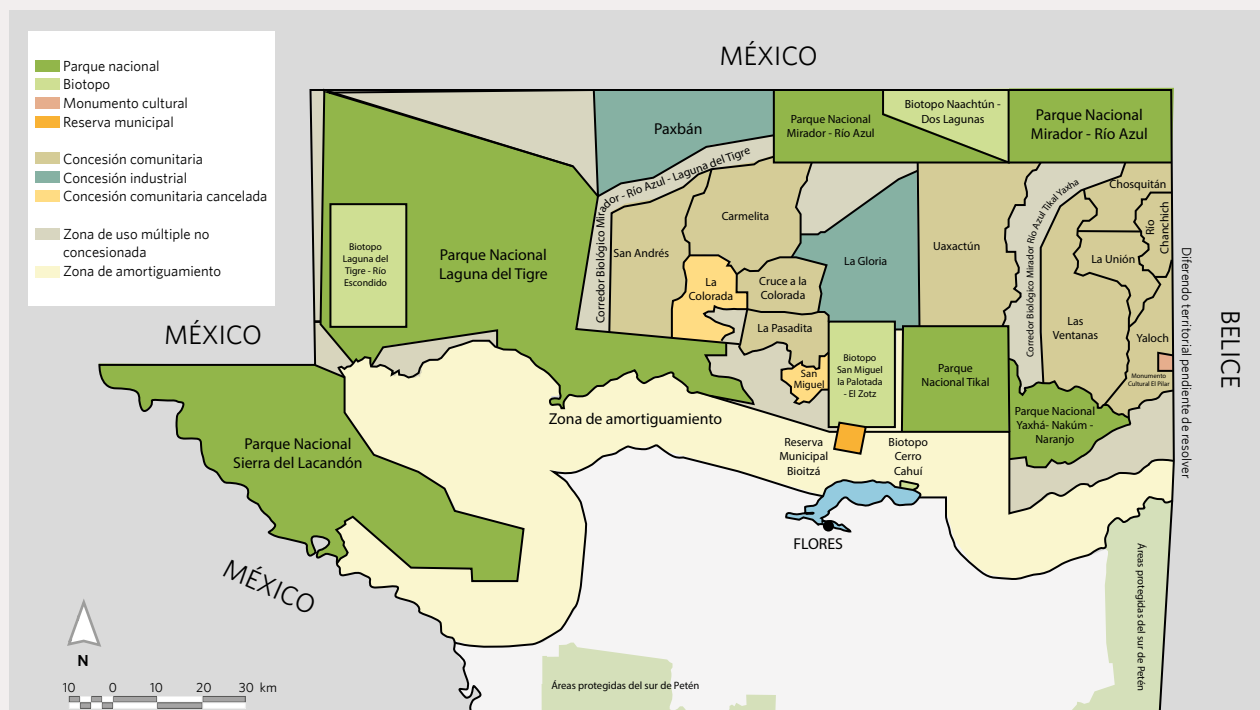 MÉXICO
Parque nacional
Biotopo
Monumento cultural
Reserva municipal
Concesión comunitaria
Concesión industrial
Concesión comunitaria cancelada
Zona de uso múltiple no
concesionada
Zona de amortiguamiento
Paxbán
Parque Nacional
Mirador - Río Azul
Biotopo Naachtún -
Dos Lagunas
Parque Nacional
Mirador - Río Azul
Corredor Biológico Mirador - Río Azul - Laguna del Tigre
Carmelita
San Andrés
La Gloria
Uaxactún
Corredor Biológico Mirador Río Azul Tikal Yaxha
Chosquitán
Río
Chanchich
La Unión
Biotopo
Laguna del
Tigre - Río
Escondido
Parque Nacional
Laguna del Tigre
La
Colorada
Cruce a la
Colorada
La Pasadita
Las
Ventanas
Yaloch
Monumento
Cultural El Pilar
Diferendo territorial pendiente de resolver
BELICE
MÉXICO
San
Miguel
Biotopo
San Miguel
la Palotada
- El Zotz
Parque
Nacional Tikal
Parque Nacional
Yaxhá- Nakúm -
Naranjo
Zona de amortiguamiento
Parque Nacional
Sierra del Lacandón
Reserva
Municipal
Bioitzá
Biotopo
Cerro
Cahuí
FLORES
MÉXICO
Áreas protegidas del sur de Petén
Áreas protegidas del sur de Petén
N
10 0 10 20 30 km